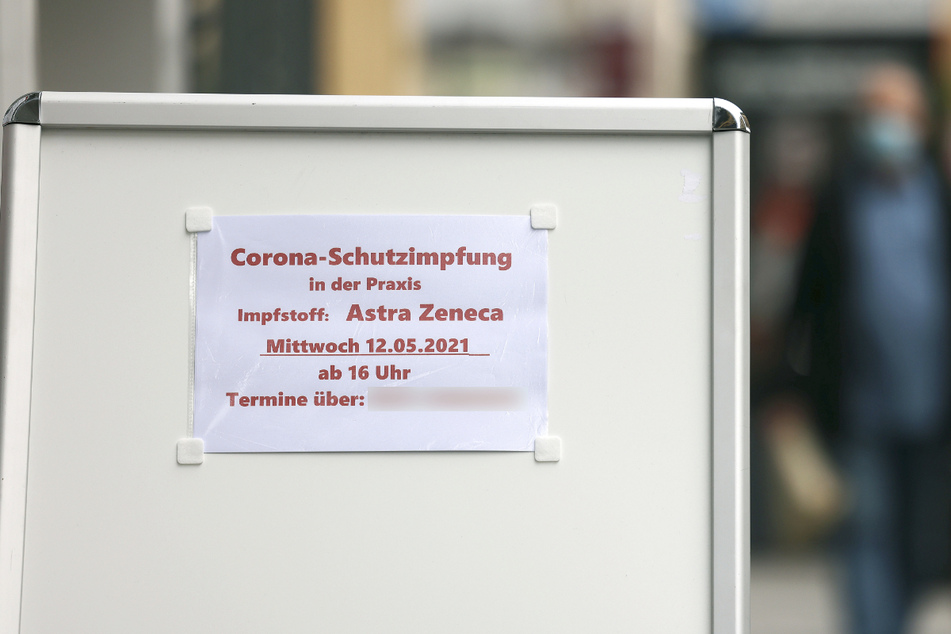 Corona-Schutzimpfung
in der Praxis
Impfstoff: Astra Zeneca
Mittwoch 12.05.2021
ab 16 Uhr
Termine über: